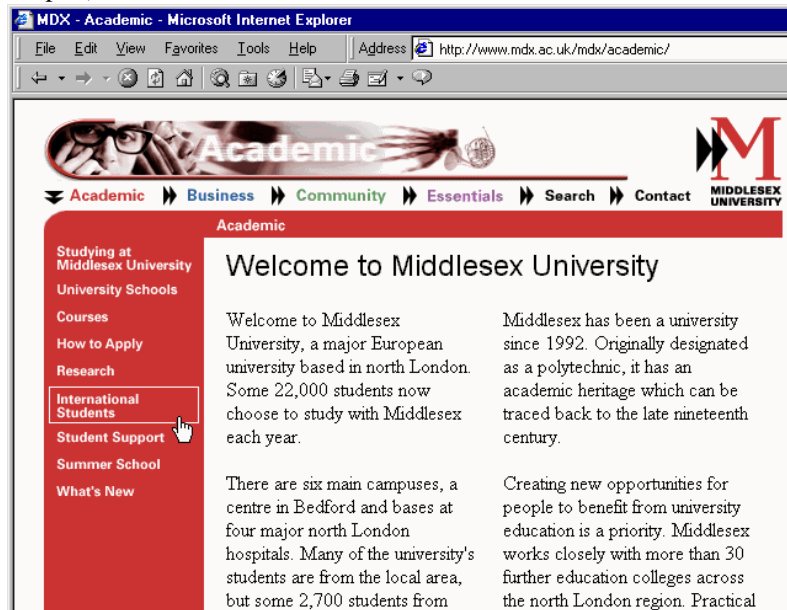 MDX - Academic - Microsoft Internet Explorer
File Edit View Favorites Tools Help Address http://www.mdx.ac.uk/mdx/academic/
Academic
Academic Business Community Essentials Search Contact
M
MIDDLESEX
UNIVERSITY
Academic
Studying at
Middlesex University
University Schools
Courses
How to Apply
Research
International
Students
Student Support
Summer School
What's New
Welcome to Middlesex University
Welcome to Middlesex
University, a major European
university based in north London.
Some 22,000 students now
choose to study with Middlesex
each year.
There are six main campuses, a
centre in Bedford and bases at
four major north London
hospitals. Many of the university's
students are from the local area,
but some 2,700 students from
Middlesex has been a university
since 1992. Originally designated
as a polytechnic, it has an
academic heritage which can be
traced back to the late nineteenth
century.
Creating new opportunities for
people to benefit from university
education is a priority. Middlesex
works closely with more than 30
further education colleges across
the north London region. Practical